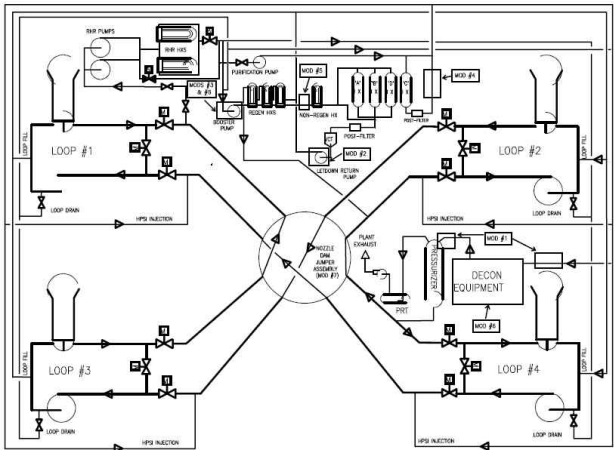 RHR PUMPS
RHR HXS
PURIFICATION PUMP
MODS #3
& #8
MOD #5
MOD #4
BOOSTER
PUMP
REGEN HXS
NON-REGEN HX
POST-FILTER
POST-FILTER
MOD #2
LETDOWN RETURN
PUMP
LOOP FILL
LOOP #1
LOOP DRAIN
HPSI INJECTION
LOOP #2
LOOP FILL
LOOP DRAIN
HPSI INJECTION
NOZZLE
DAM
JUMPER
ASSEMBLY
(MOD #7)
PLANT
EXHAUST
PRT
PRESSURIZER
MOD #1
DECON
EQUIPMENT
MOD #6
LOOP FILL
LOOP #3
LOOP DRAIN
HPSI INJECTION
LOOP #4
LOOP FILL
LOOP DRAIN
HPSI INJECTION